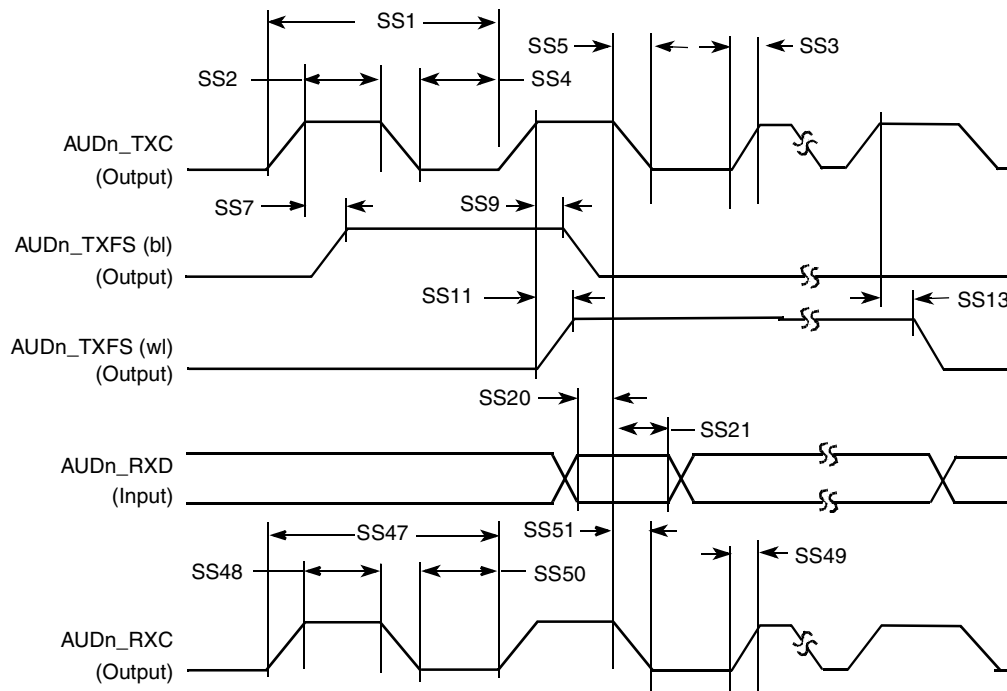 SS1
SS5
SS3
SS2
SS4
AUDn_TXC
(Output)
SS7
SS9
AUDn_TXFS (bl)
(Output)
SS11
SS13
AUDn_TXFS (wl)
(Output)
SS20
SS21
AUDn_RXD
(Input)
SS47
SS51
SS49
SS48
SS50
AUDn_RXC
(Output)